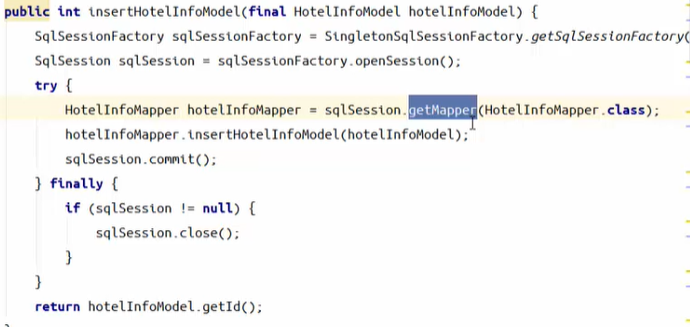 public int insertHotelInfoModel(final HotelInfoModel hotelInfoModel) {
SqlSessionFactory sqlSessionFactory = SingletonSqlSessionFactory.getSqlSessionFactory(
SqlSession sqlSession = sqlSessionFactory.openSession();
try {
HotelInfoMapper hotelInfoMapper = sqlSession.getMapper(HotelInfoMapper.class);
hotelInfoMapper.insertHotelInfoModel(hotelInfoModel);
sqlSession.commit();
} finally {
if (sqlSession != null) {
sqlSession.close();
}
}
return hotelInfoModel.getId();